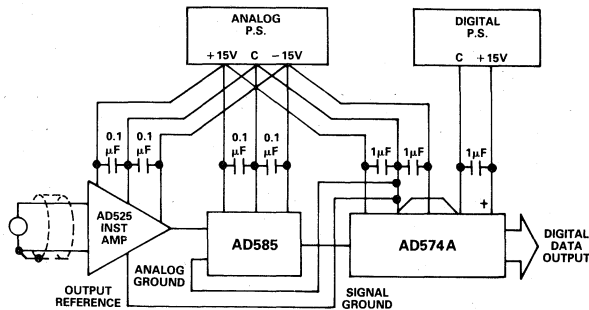 ANALOG
P.S.
+15V C -15V
DIGITAL
P.S.
C +15V
0.1
µF
0.1
µF
0.1
µF
0.1
µF
1µF
1µF
1µF
+
AD525
INST
AMP
AD585
AD574A
DIGITAL
DATA
OUTPUT
ANALOG
GROUND
OUTPUT
REFERENCE
SIGNAL
GROUND